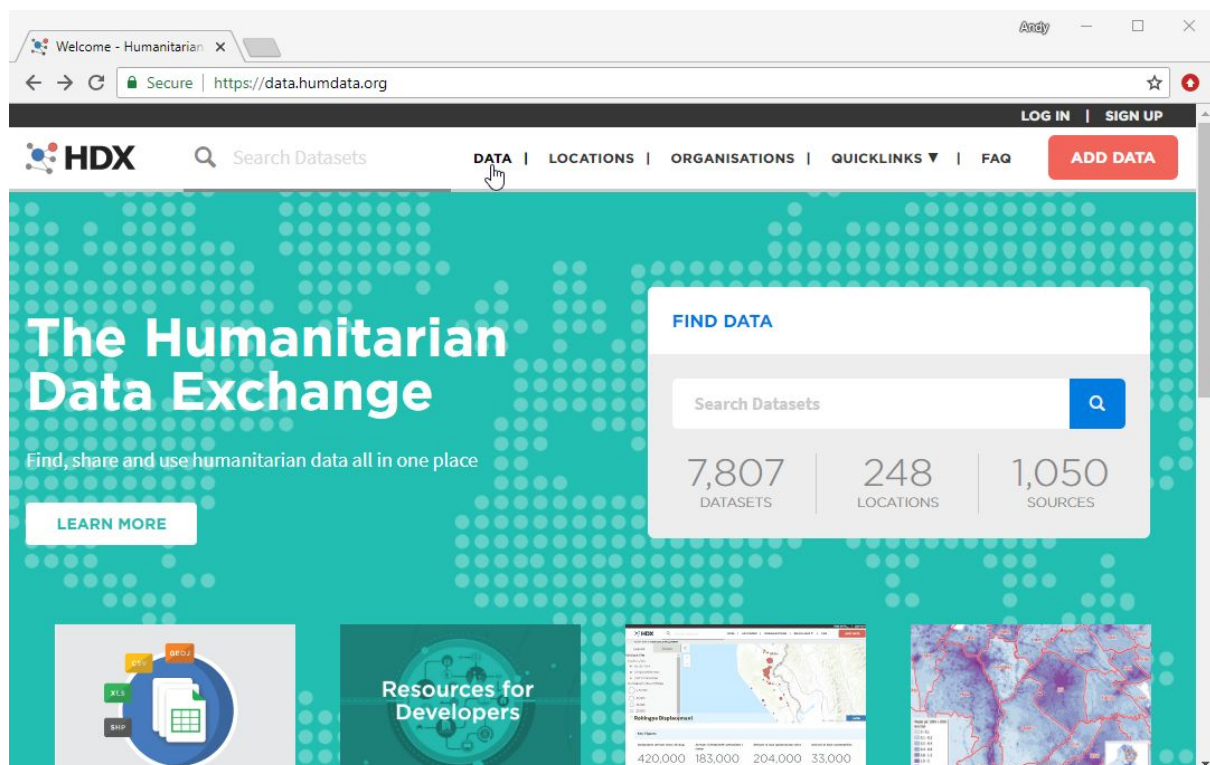 Andy
Welcome - Humanitarian
Secure | https://data.humdata.org
LOG IN | SIGN UP
HDX
Search Datasets
DATA | LOCATIONS | ORGANISATIONS | QUICKLINKS ▼ | FAQ
ADD DATA
The Humanitarian
Data Exchange
Find, share and use humanitarian data all in one place
LEARN MORE
FIND DATA
Search Datasets
7,807 248 1,050
DATASETS LOCATIONS SOURCES
CSV
GEOJ
XLS
SHP
Resources for
Developers
HDX
Rohingya Displacement
420,000 183,000 204,000 33,000